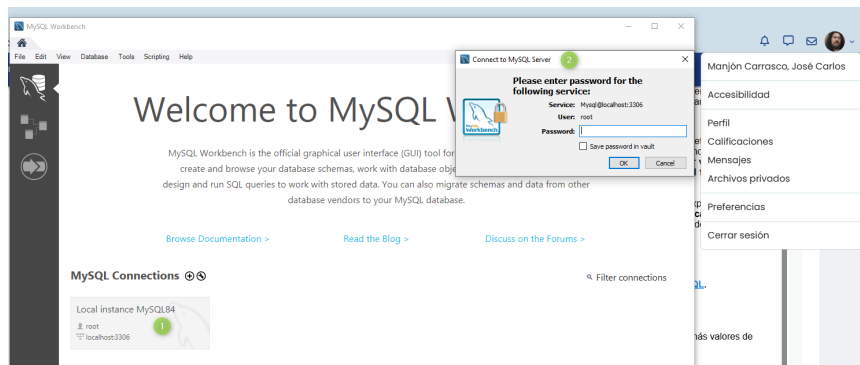 MySQL Workbench
File Edit View Database Tools Scripting Help
Welcome to MySQL
MySQL Workbench is the official graphical user interface (GUI) tool for
create and browse your database schemas, work with database obje
design and run SQL queries to work with stored data. You can also migrate schemas and data from other
database vendors to your MySQL database.
Browse Documentation > Read the Blog > Discuss on the Forums >
MySQL Connections
Filter connections
Local instance MySQL84
root
localhost:3306
1
Connect to MySQL Server
2
Please enter password for the
following service:
Service: Mysql@localhost:3306
User: root
Password:
Save password in vault
OK Cancel
MySQL
Workbench
Manjón Carrasco, José Carlos
Accesibilidad
Perfil
Calificaciones
Mensajes
Archivos privados
Preferencias
Cerrar sesión
QL.
más valores de